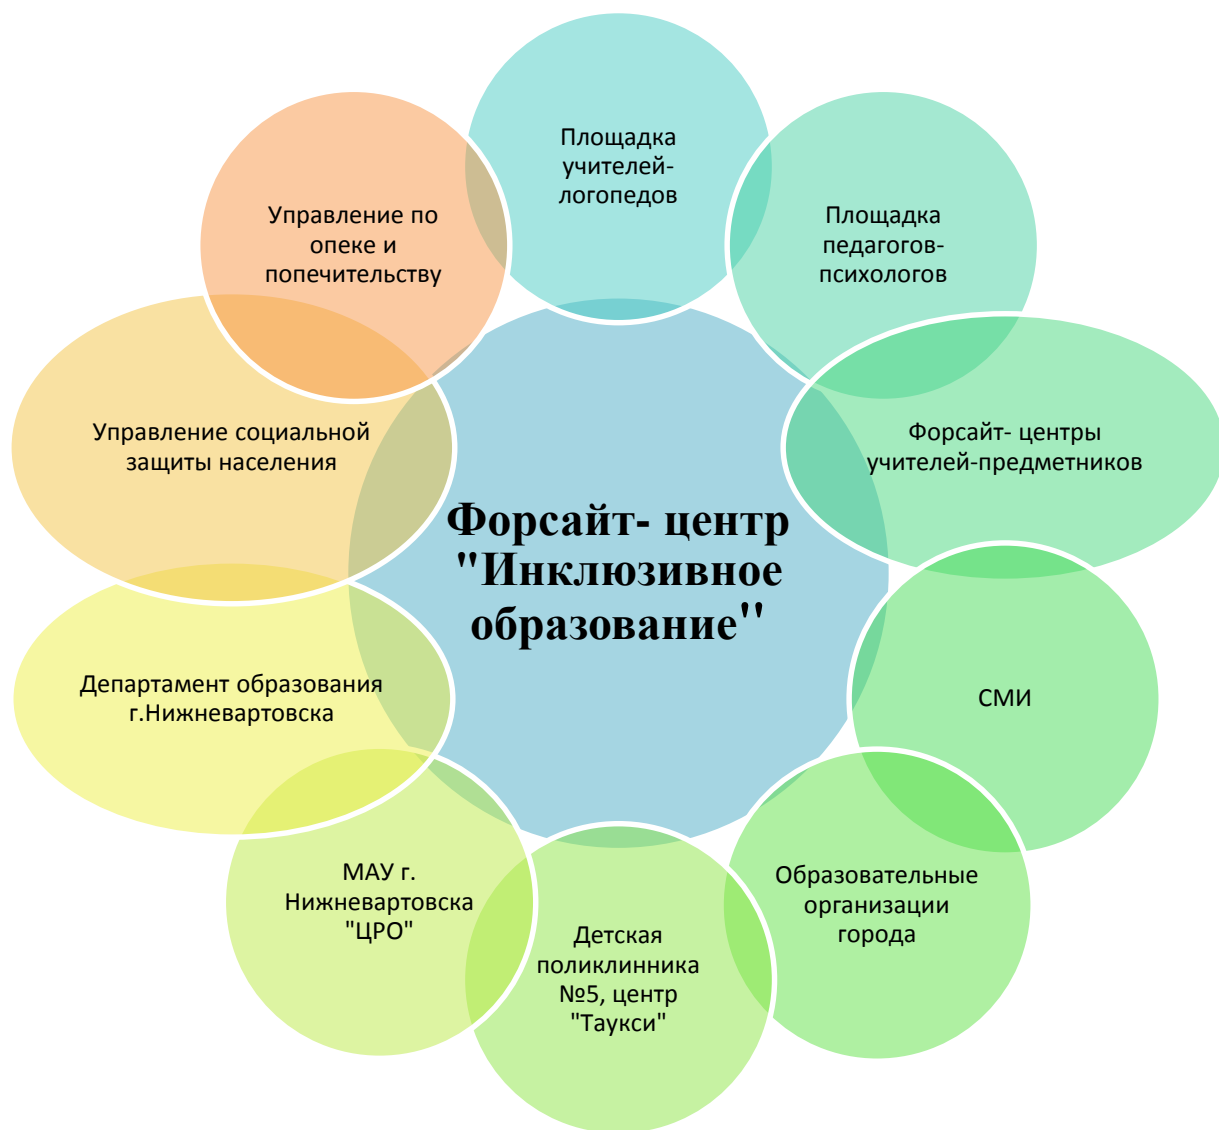 Площадка
учителей-
логопедов
Площадка
педагогов-
психологов
Форсайт- центры
учителей-предметников
СМИ
Образовательные
организации
города
Детская
поликлинника
№5, центр
"Таукси"
МАУ г.
Нижневартовска
"ЦРО"
Департамент образования
г.Нижневартовска
Управление социальной
защиты населения
Управление по
опеке и
попечительству
Форсайт- центр
"Инклюзивное
образование"